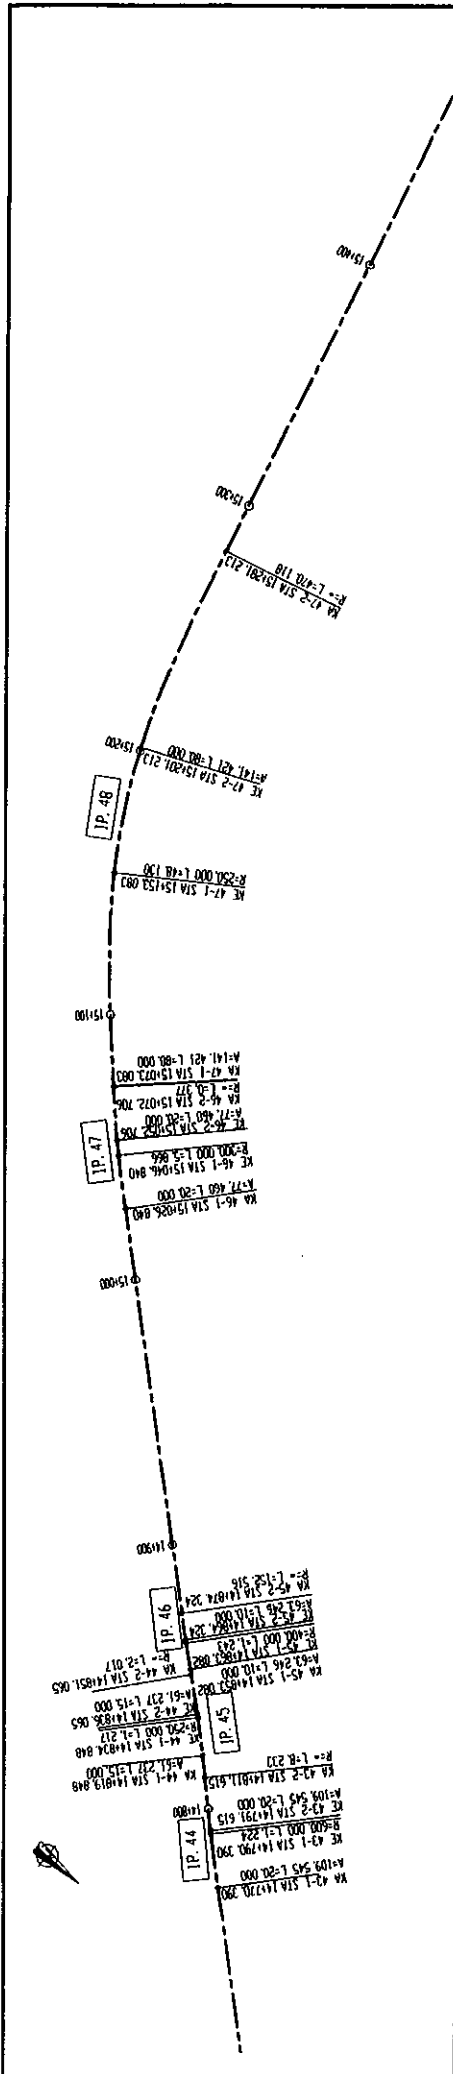 KA 43-1 STA 14+770.390
A=109.545 L=20.000
IP. 44
KE 43-1 STA 14+790.390
R=600.000 L=1.224
KE 43-2 STA 14+791.615
A=109.545 L=20.000
14+800
KA 43-2 STA 14+811.615
R=∞ L=8.233
KA 44-1 STA 14+819.848
A=61.237 L=15.000
IP. 45
KE 44-1 STA 14+834.848
R=250.000 L=1.217
KE 44-2 STA 14+836.065
A=61.237 L=15.000
KA 44-2 STA 14+851.065
R=∞ L=2.017
KA 45-1 STA 14+853.082
A=63.246 L=10.000
IP. 46
KE 45-1 STA 14+863.082
R=400.000 L=1.243
KE 45-2 STA 14+864.324
A=63.246 L=10.000
KA 45-2 STA 14+874.324
R=∞ L=152.516
14+900
15+000
KA 46-1 STA 15+026.840
A=77.460 L=20.000
IP. 47
KE 46-1 STA 15+046.840
R=300.000 L=5.866
KE 46-2 STA 15+052.706
A=77.460 L=20.000
KA 46-2 STA 15+072.706
R=∞ L=0.377
KA 47-1 STA 15+073.083
A=141.421 L=80.000
15+100
KE 47-1 STA 15+153.083
R=250.000 L=48.130
IP. 48
15+200
KE 47-2 STA 15+201.213
A=141.421 L=80.000
KA 47-2 STA 15+281.213
R=∞ L=470.118
15+300
15+400